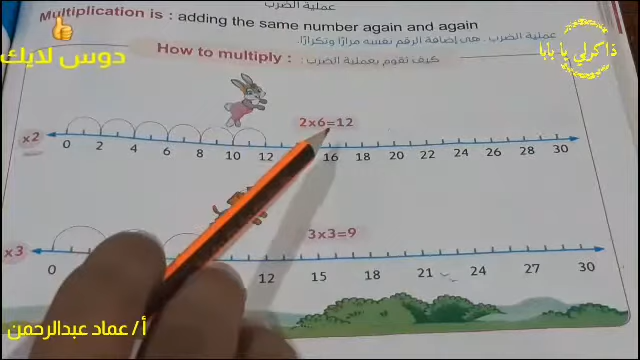 عملية الضرب
Multiplication is : adding the same number again and again
عملية الضرب . هى إضافة الرقم نفسه مرارًا وتكرارًا.
ذاكرلي يا بابا
دوس لايك
How to multiply :
كيف نقوم بعملية الضرب :
2x6=12
x2
0 2 4 6 8 10 12 16 18 20 22 24 26 28 30
3x3=9
x3
0 12 15 18 21 24 27 30
أ/ عماد عبدالرحمن